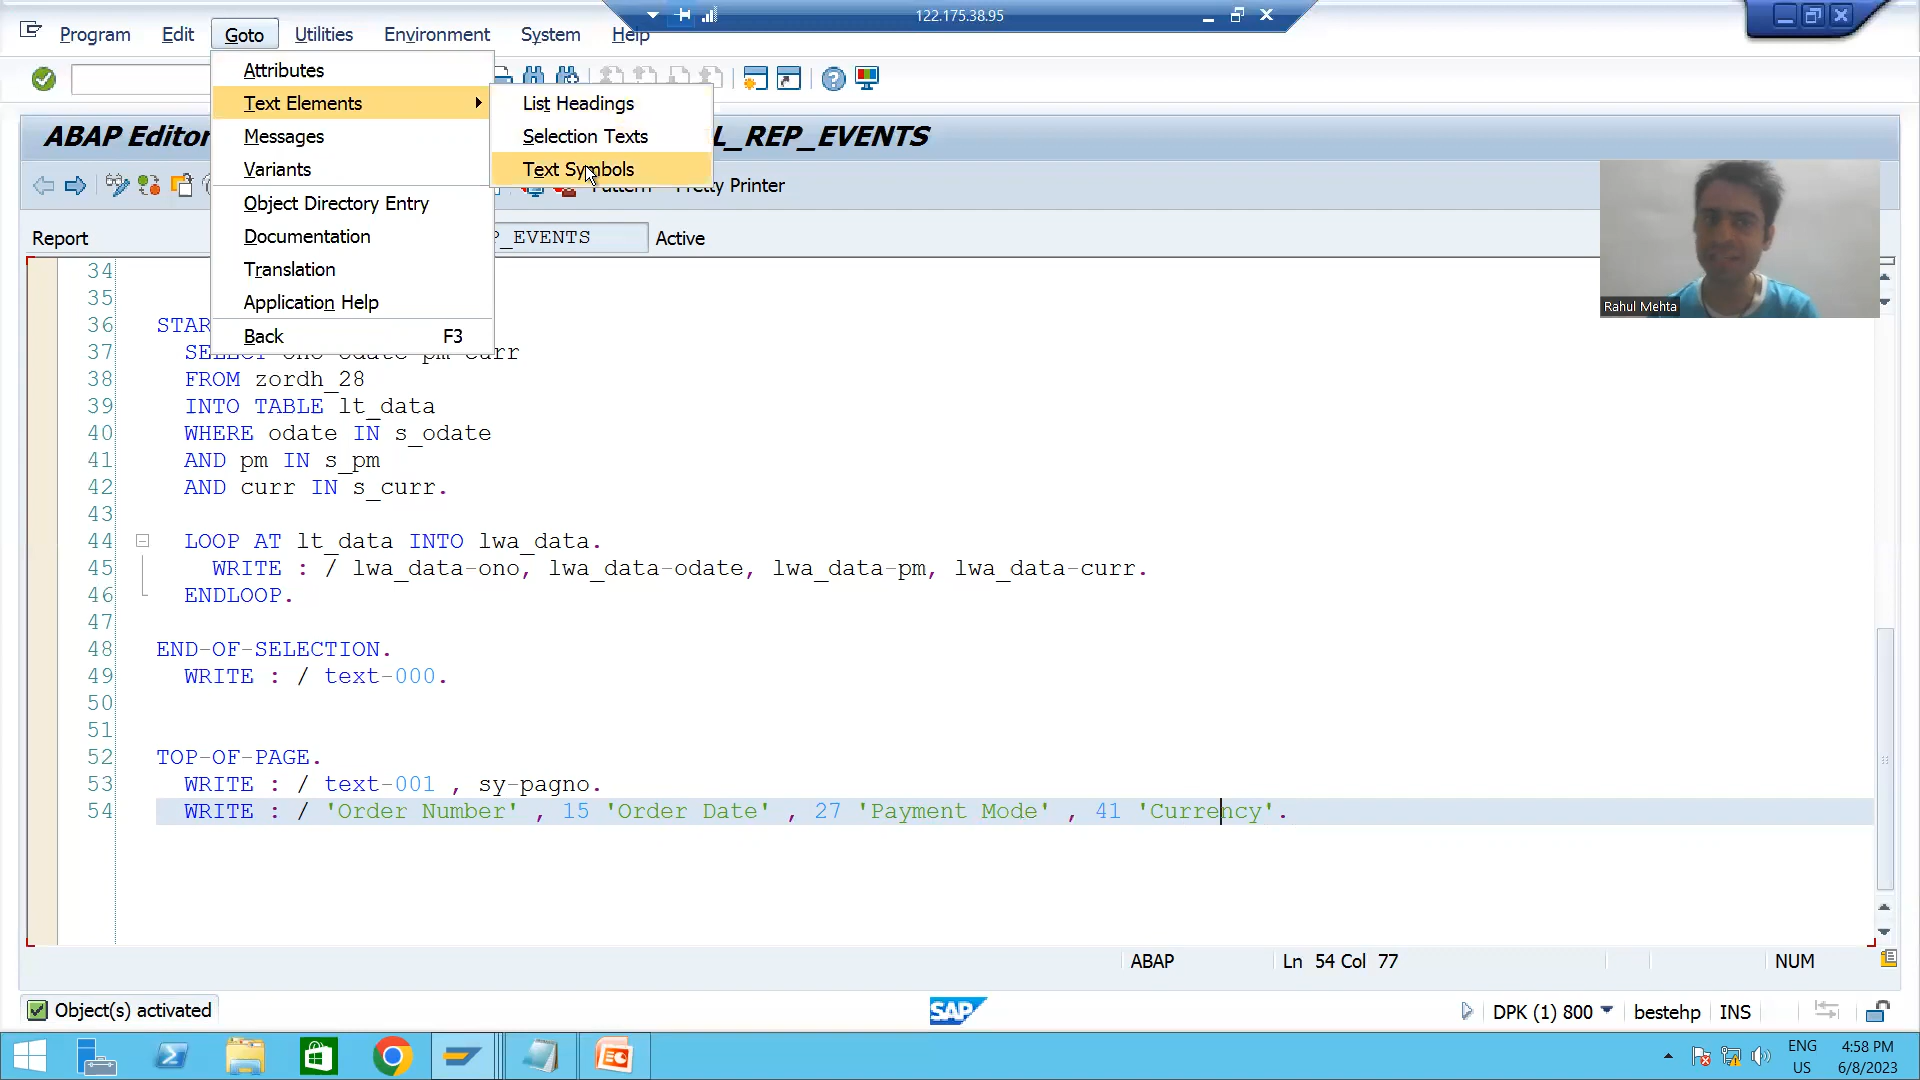 122.175.38.95
Program Edit Goto Utilities Environment System Help
Attributes
Text Elements
Messages
Variants
Object Directory Entry
Documentation
Translation
Application Help
Back F3
List Headings
Selection Texts
Text Symbols
ABAP Editor L_REP_EVENTS
Pretty Printer
Report P_EVENTS Active
Rahul Mehta
34
35
36 STAR
37 SELECT ono odate pm curr
38 FROM zordh_28
39 INTO TABLE lt_data
40 WHERE odate IN s_odate
41 AND pm IN s_pm
42 AND curr IN s_curr.
43
44 LOOP AT lt_data INTO lwa_data.
45 WRITE : / lwa_data-ono, lwa_data-odate, lwa_data-pm, lwa_data-curr.
46 ENDLOOP.
47
48 END-OF-SELECTION.
49 WRITE : / text-000.
50
51
52 TOP-OF-PAGE.
53 WRITE : / text-001 , sy-pagno.
54 WRITE : / 'Order Number' , 15 'Order Date' , 27 'Payment Mode' , 41 'Currency'.
ABAP Ln 54 Col 77 NUM
Object(s) activated SAP DPK (1) 800 bestehp INS
ENG 4:58 PM
US 6/8/2023